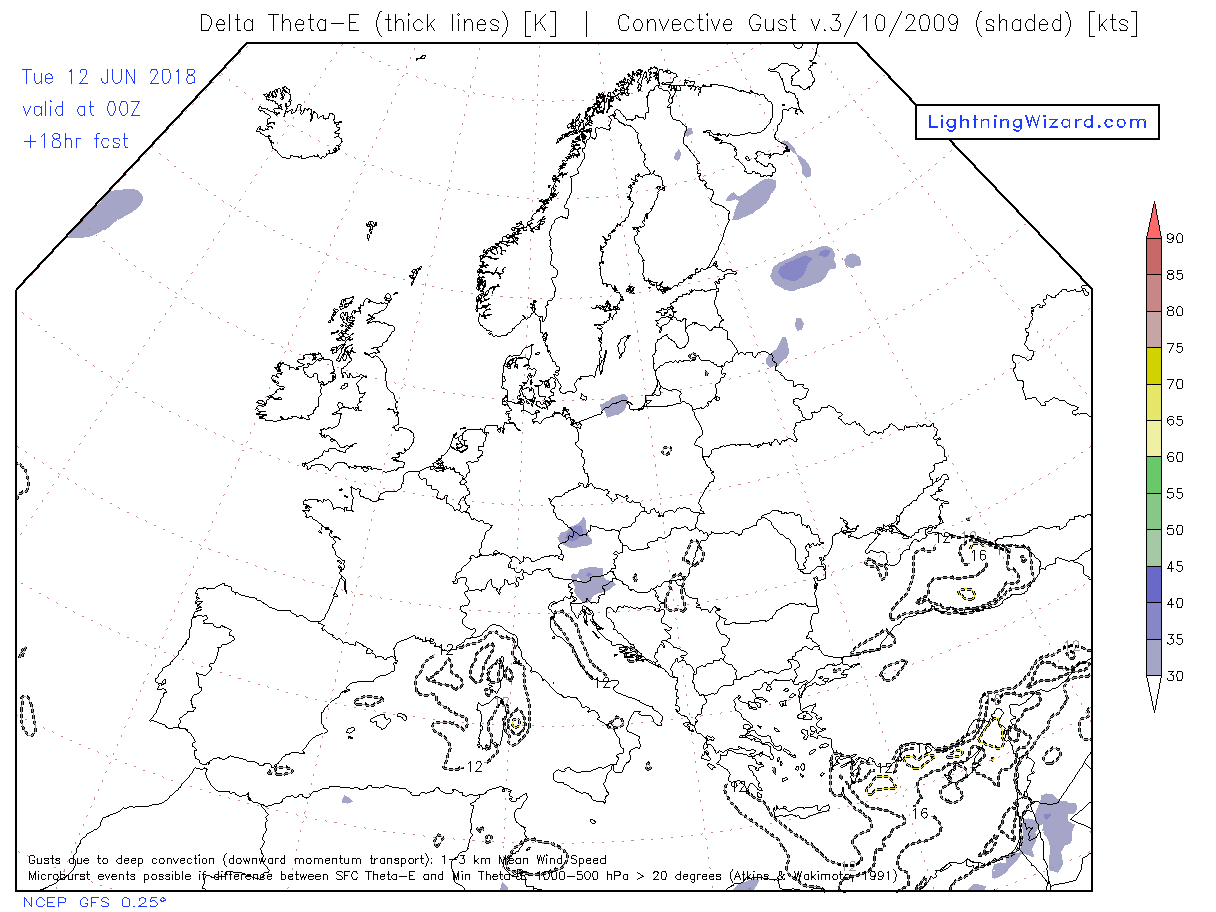 Delta Theta-E (thick lines) [K] | Convective Gust v.3/10/2009 (shaded) [kts]
Tue 12 JUN 2018
valid at 00Z
+18hr fcst
LightningWizard.com
90
85
80
75
70
65
60
55
50
45
40
35
30
12
16
12
12
12
16
Gusts due to deep convection (downward momentum transport): 1-3 km Mean Wind Speed
Microburst events possible if difference between SFC Theta-E and Min Theta-E 1000-500 hPa > 20 degrees (Atkins & Wakimoto, 1991)
NCEP GFS 0.25°